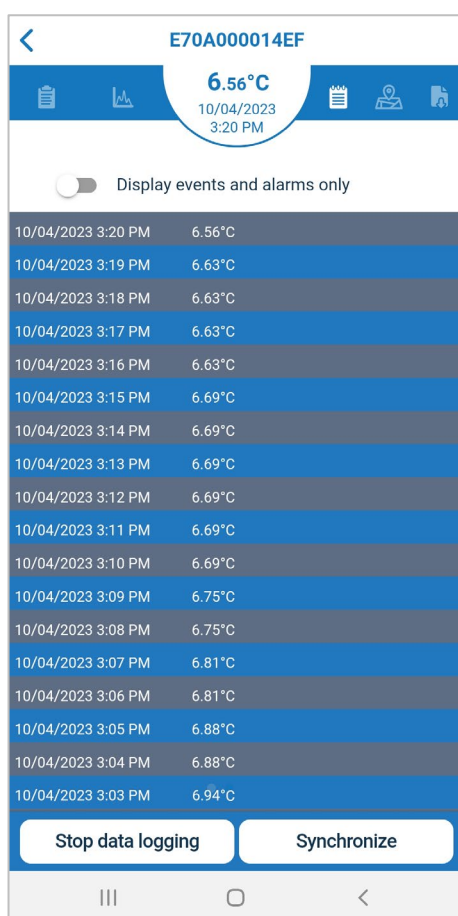 E70A000014EF
6.56°C
10/04/2023
3:20 PM
Display events and alarms only
10/04/2023 3:20 PM 6.56°C
10/04/2023 3:19 PM 6.63°C
10/04/2023 3:18 PM 6.63°C
10/04/2023 3:17 PM 6.63°C
10/04/2023 3:16 PM 6.63°C
10/04/2023 3:15 PM 6.69°C
10/04/2023 3:14 PM 6.69°C
10/04/2023 3:13 PM 6.69°C
10/04/2023 3:12 PM 6.69°C
10/04/2023 3:11 PM 6.69°C
10/04/2023 3:10 PM 6.69°C
10/04/2023 3:09 PM 6.75°C
10/04/2023 3:08 PM 6.75°C
10/04/2023 3:07 PM 6.81°C
10/04/2023 3:06 PM 6.81°C
10/04/2023 3:05 PM 6.88°C
10/04/2023 3:04 PM 6.88°C
10/04/2023 3:03 PM 6.94°C
Stop data logging Synchronize